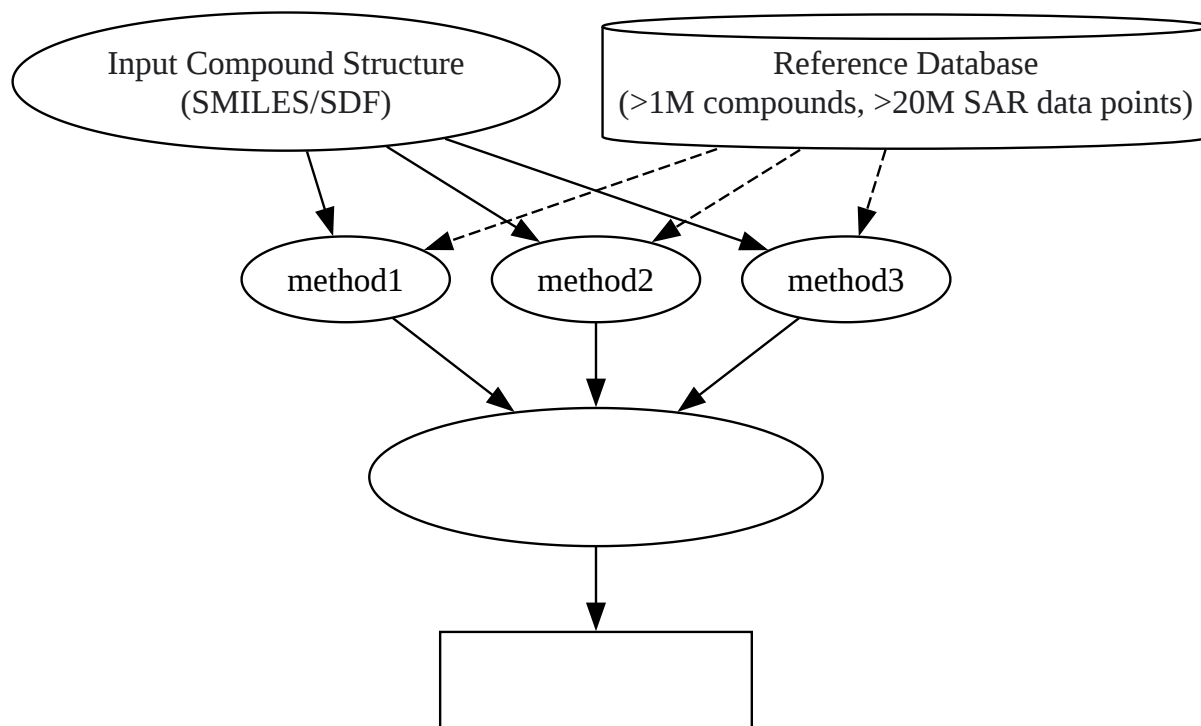 Input Compound Structure
(SMILES/SDF)
Reference Database
(>1M compounds, >20M SAR data points)
method1
method2
method3